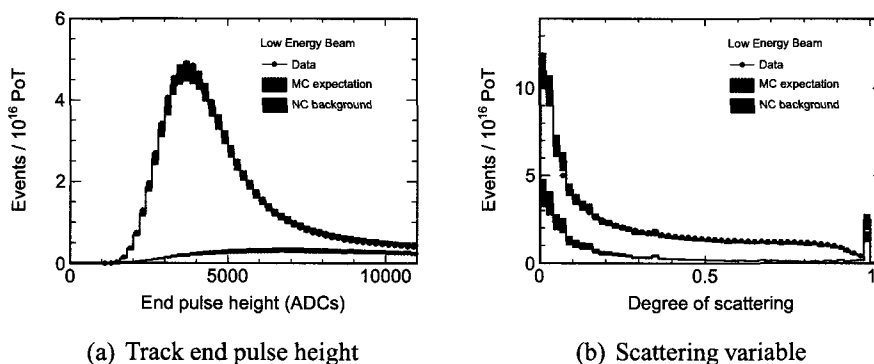 6
4
2
0
Events / 10¹⁶ PoT
Low Energy Beam
Data
MC expectation
NC background
0
5000
10000
End pulse height (ADCs)
(a) Track end pulse height
10
5
0
Events / 10¹⁶ PoT
Low Energy Beam
Data
MC expectation
NC background
0
0.5
1
Degree of scattering
(b) Scattering variable